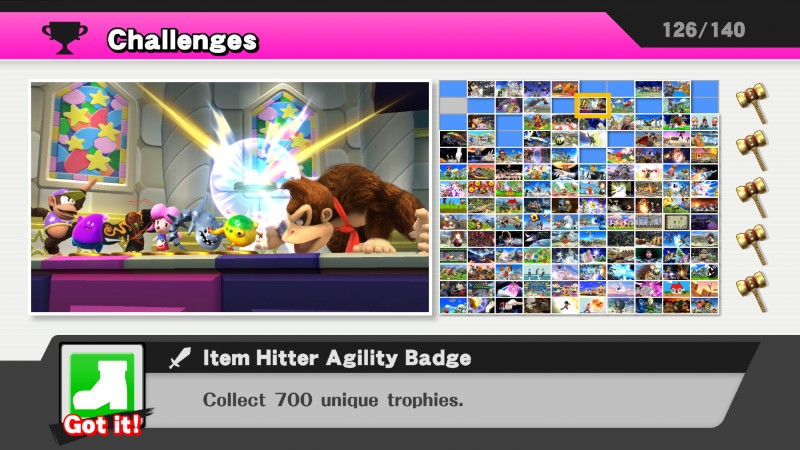 Challenges
126/140
Item Hitter Agility Badge
Collect 700 unique trophies.
Got it!